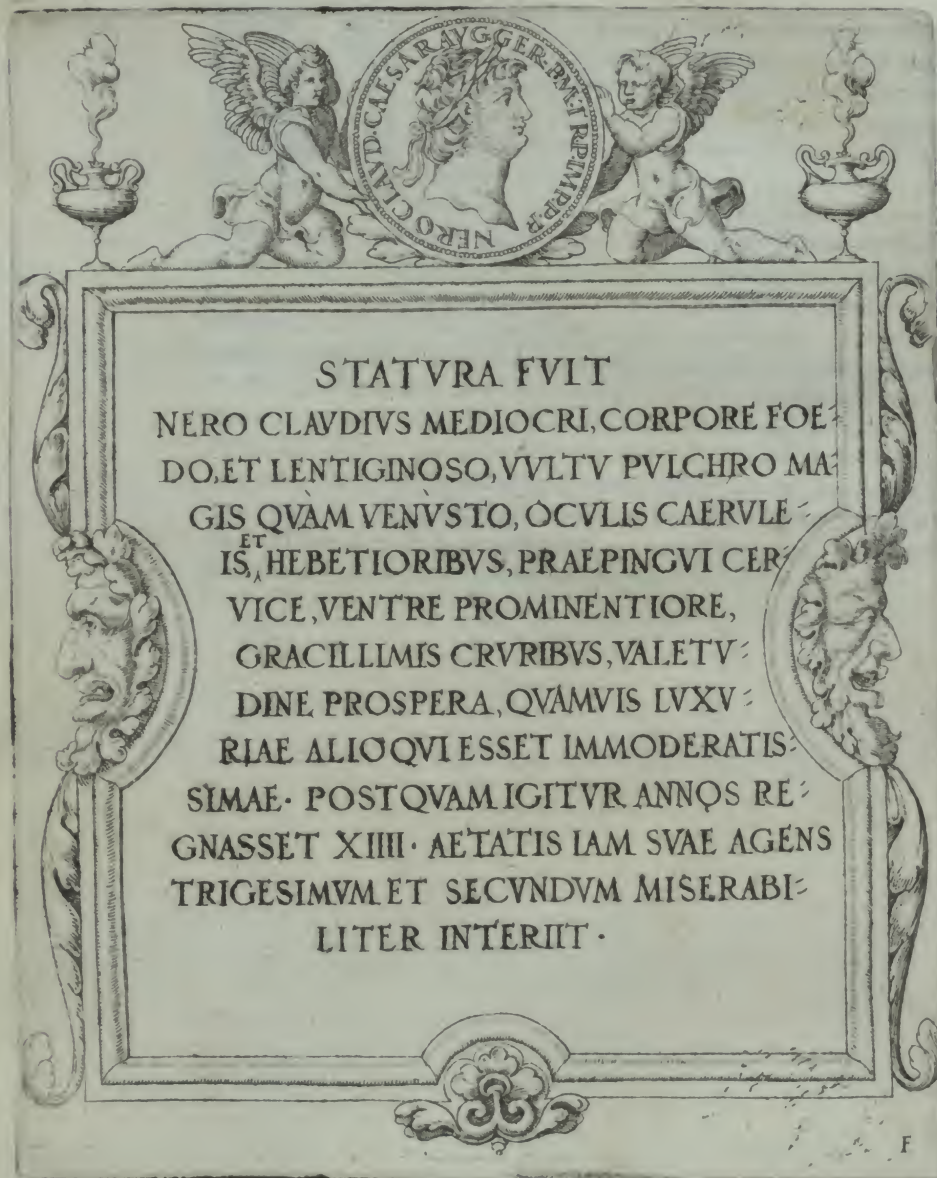 NERO CLAVD·CAESAR AVG GER·P·M·TR·P·IMP·P·P
STATVRA FVIT
NERO CLAVDIVS MEDIOCRI, CORPORE FOE-
DO, ET LENTIGINOSO, VVLTV PVLCHRO MA-
GIS QVÀM VENVSTO, OCVLIS CAERVLE-
IS, ET HEBETIORIBVS, PRAEPINGVI CER-
VICE, VENTRE PROMINENTIORE,
GRACILLIMIS CRVRIBVS, VALETV-
DINE PROSPERA, QVAMVIS LVXV-
RIAE ALIOQVI ESSET IMMODERATIS-
SIMAE· POSTQVAM IGITVR ANNOS RE-
GNASSET XIIII· AETATIS IAM SVAE AGENS
TRIGESIMVM ET SECVNDVM MISERABI-
LITER INTERIIT·
F